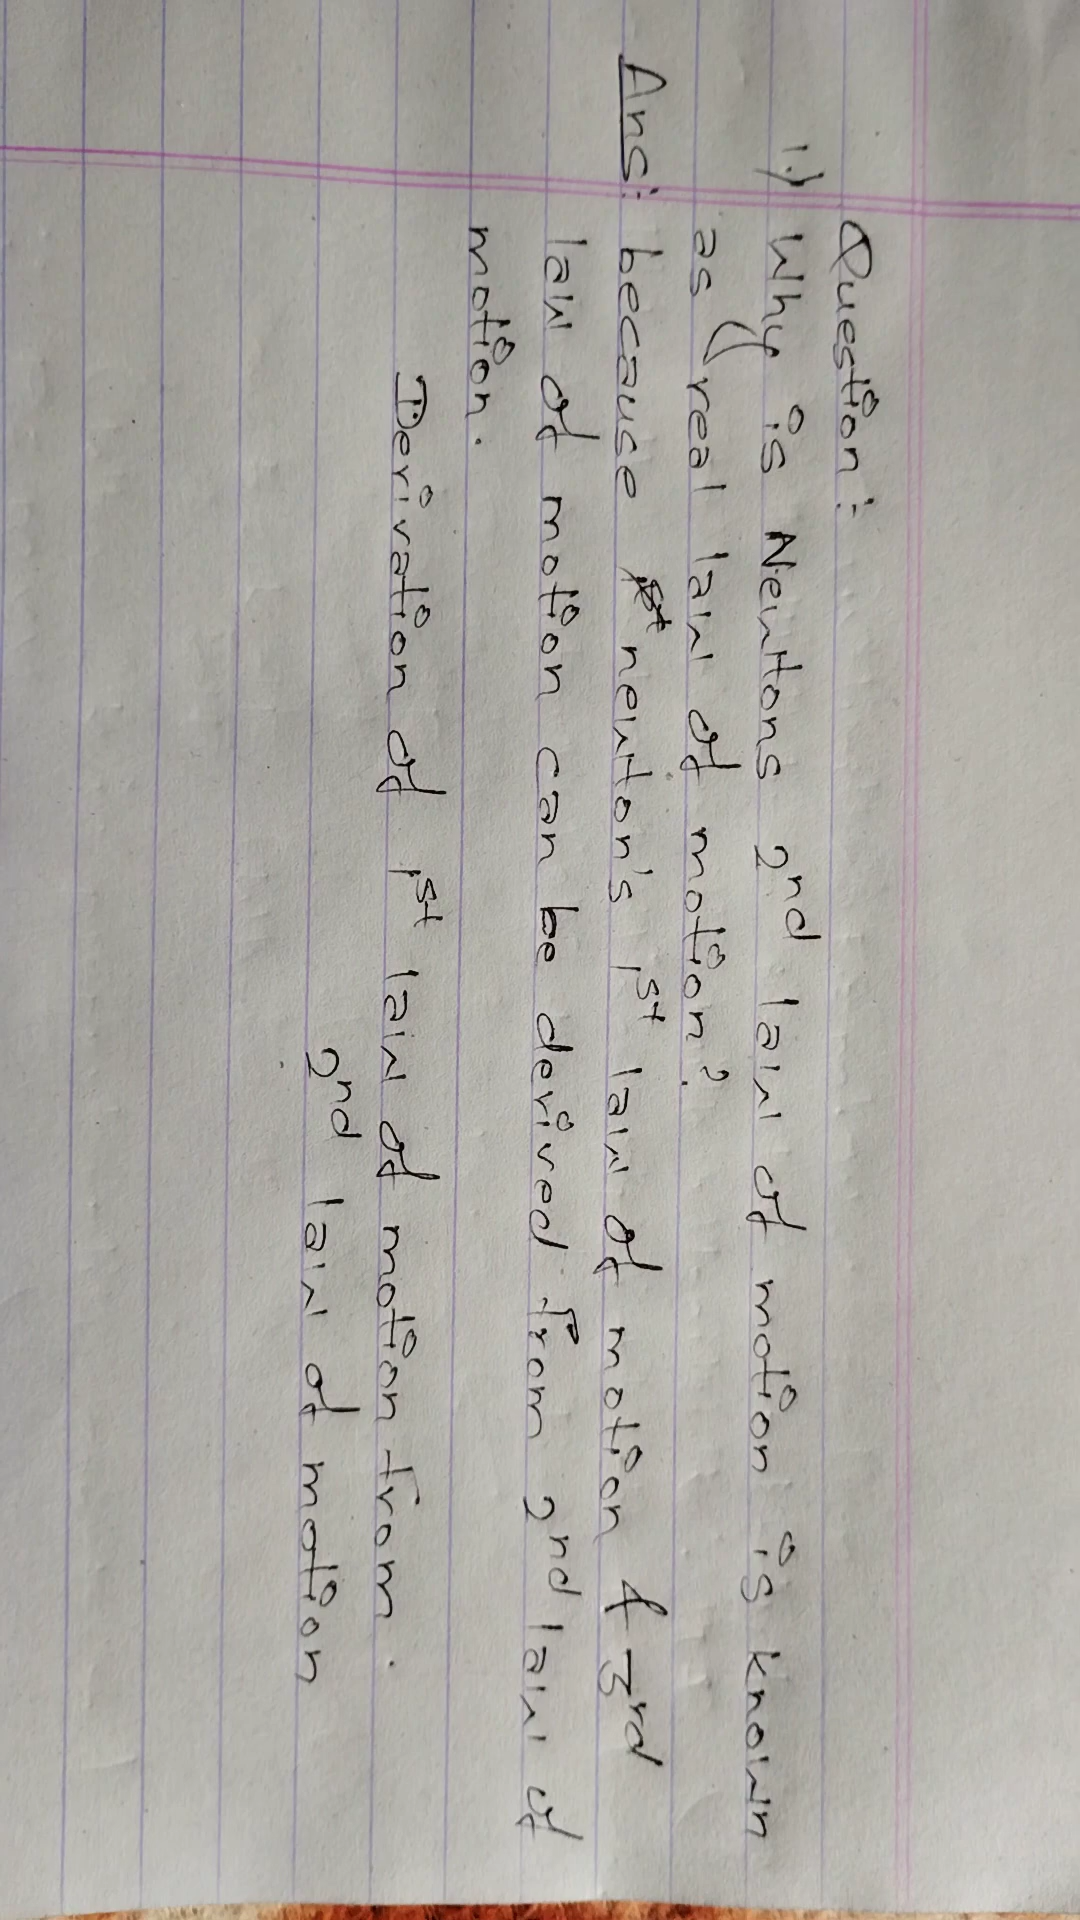 Question :
1.) Why is Newtons 2nd law of motion is known
as (real law of motion?
Ans: because newton's 1st law of motion & 3rd
law of motion can be derived from 2nd law of
motion.
Derivation of 1st law of motion from.
2nd law of motion